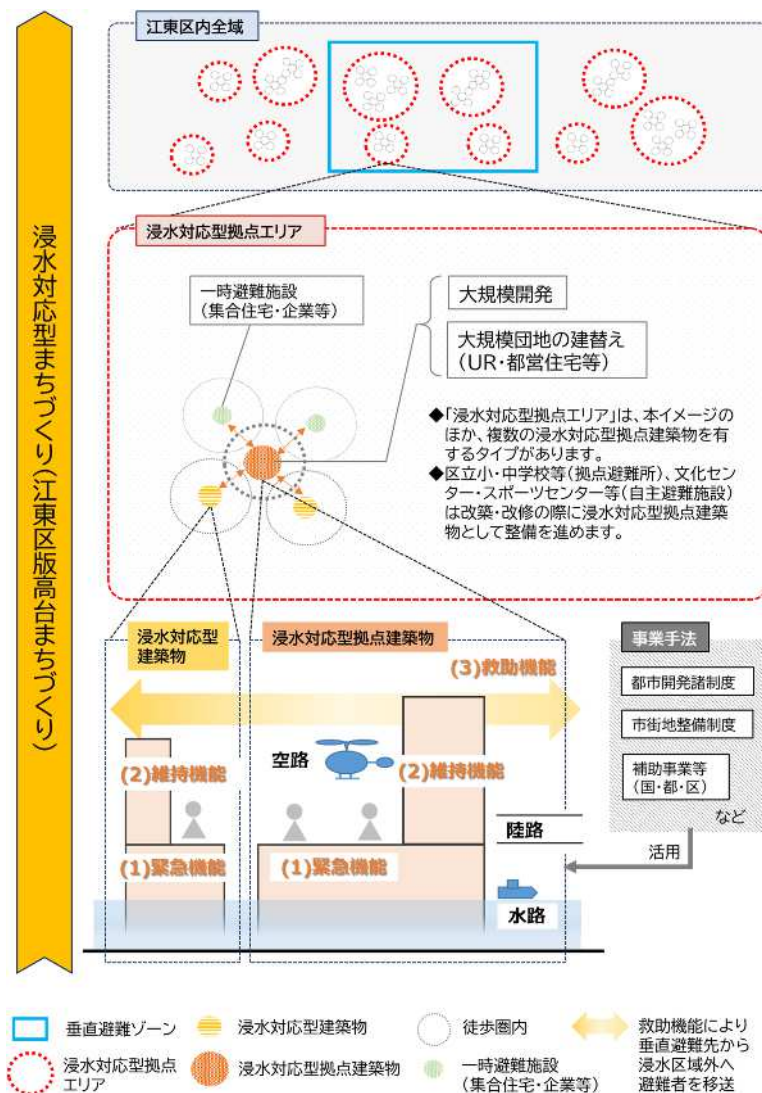 江東区内全域
浸水対応型まちづくり(江東区版高台まちづくり)
浸水対応型拠点エリア
一時避難施設
(集合住宅・企業等)
大規模開発
大規模団地の建替え
(UR・都営住宅等)
◆「浸水対応型拠点エリア」は、本イメージの
ほか、複数の浸水対応型拠点建築物を有
するタイプがあります。
◆区立小・中学校等(拠点避難所)、文化セン
ター・スポーツセンター等(自主避難施設)
は改築・改修の際に浸水対応型拠点建築
物として整備を進めます。
浸水対応型
建築物
浸水対応型拠点建築物
事業手法
(3)救助機能
都市開発諸制度
市街地整備制度
補助事業等
(国・都・区)
など
空路
(2)維持機能
(2)維持機能
陸路
活用
(1)緊急機能
(1)緊急機能
水路
垂直避難ゾーン
浸水対応型建築物
徒歩圏内
救助機能により
垂直避難先から
浸水区域外へ
避難者を移送
浸水対応型拠点
エリア
浸水対応型拠点建築物
一時避難施設
(集合住宅・企業等)